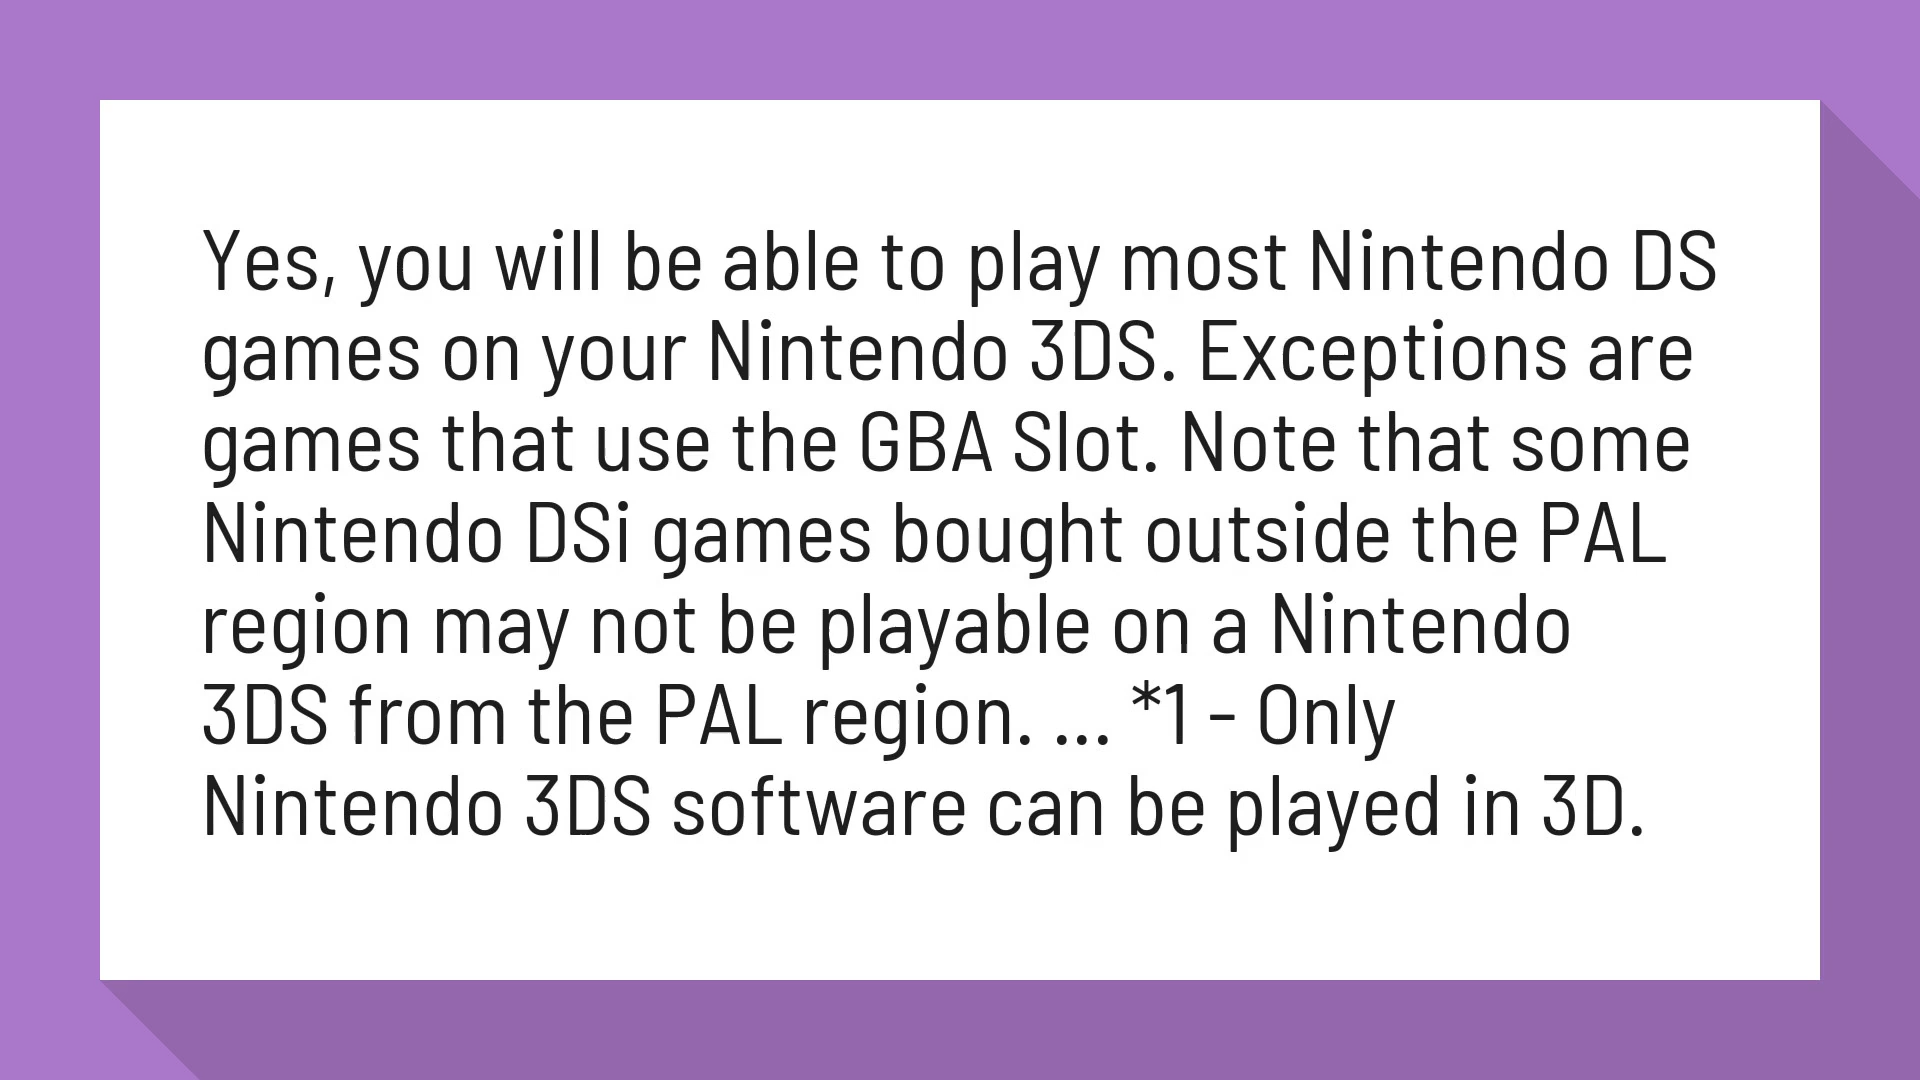 Yes, you will be able to play most Nintendo DS
games on your Nintendo 3DS. Exceptions are
games that use the GBA Slot. Note that some
Nintendo DSi games bought outside the PAL
region may not be playable on a Nintendo
3DS from the PAL region. ... *1 - Only
Nintendo 3DS software can be played in 3D.